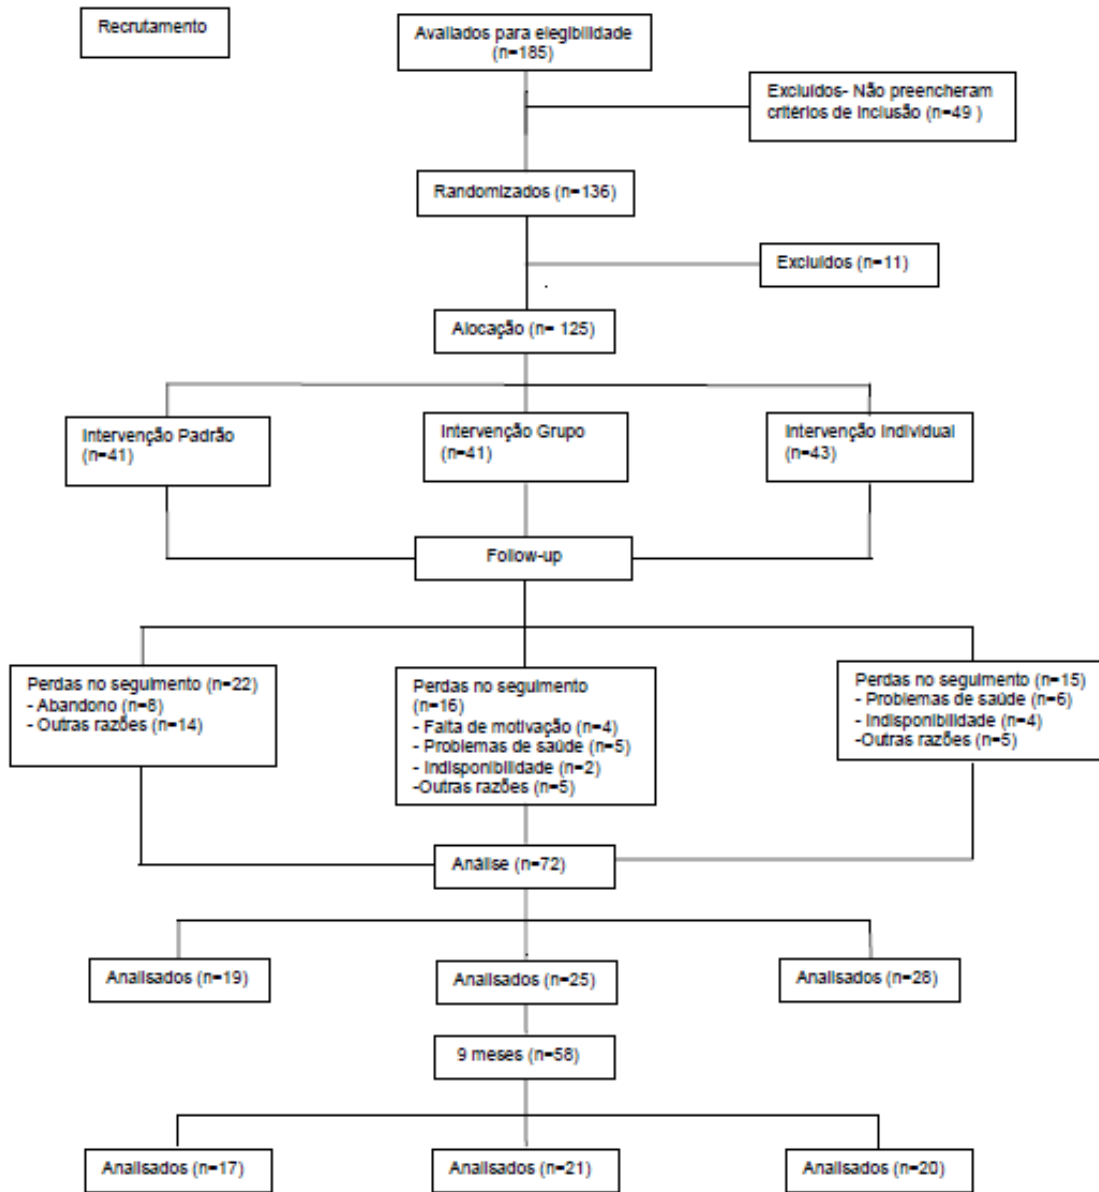 Recrutamento
Avaliados para elegibilidade
(n=185)
Excluídos- Não preencheram
critérios de Inclusão (n=49 )
Randomizados (n=136)
Excluídos (n=11)
Alocação (n= 125)
Intervenção Padrão
(n=41)
Intervenção Grupo
(n=41)
Intervenção Individual
(n=43)
Follow-up
Perdas no seguimento (n=22)
- Abandono (n=8)
- Outras razões (n=14)
Perdas no seguimento
(n=16)
- Falta de motivação (n=4)
- Problemas de saúde (n=5)
- Indisponibilidade (n=2)
-Outras razões (n=5)
Perdas no seguimento (n=15)
- Problemas de saúde (n=6)
- Indisponibilidade (n=4)
-Outras razões (n=5)
Análise (n=72)
Analisados (n=19)
Analisados (n=25)
Analisados (n=28)
9 meses (n=58)
Analisados (n=17)
Analisados (n=21)
Analisados (n=20)